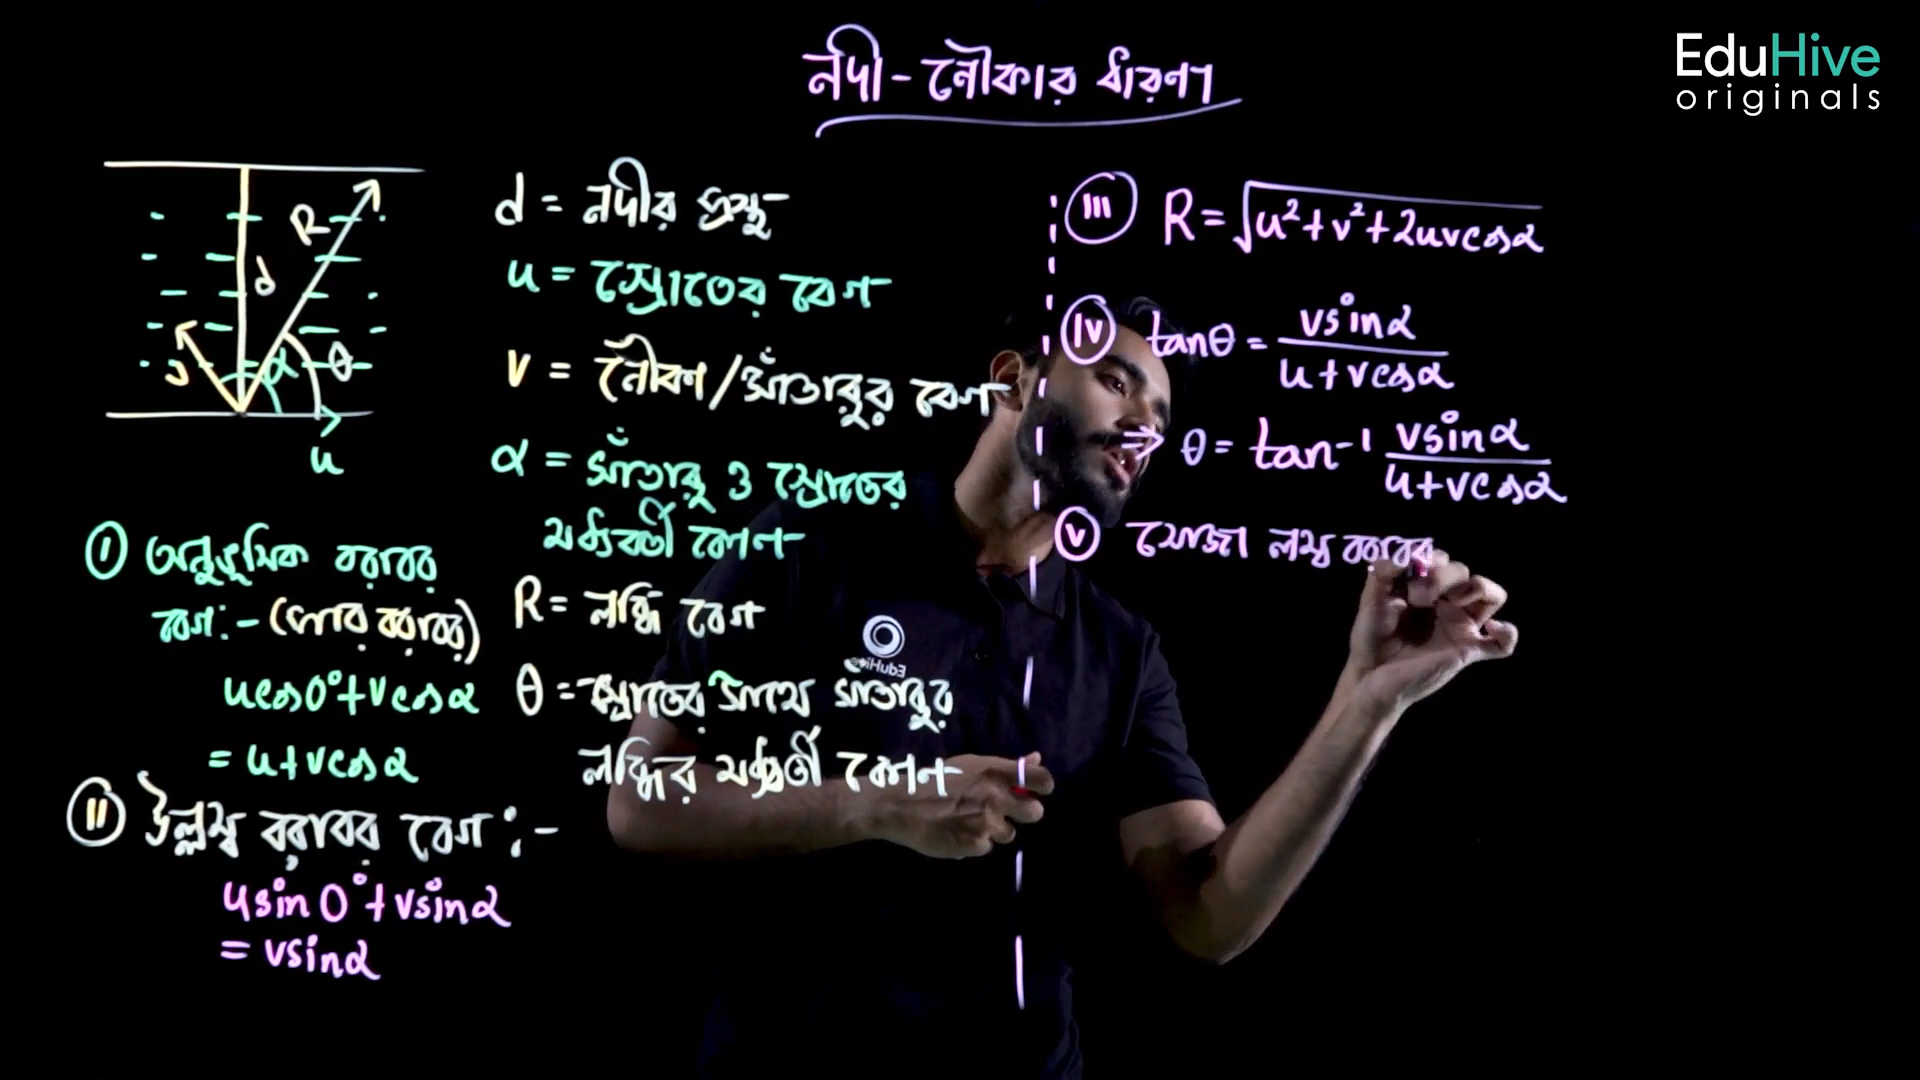 নদী-নৌকার ধারণা
EduHive
originals
R
d
v
α
θ
u
d = নদীর প্রস্থ
u = স্রোতের বেগ
v = নৌকা/সাঁতারুর বেগ
α = সাঁতারু ও স্রোতের
মধ্যবর্তী কোণ
R = লব্ধি বেগ
θ = স্রোতের সাথে সাঁতারুর
লব্ধির মধ্যবর্তী কোণ
(i) অনুভূমিক বরাবর
বেগ:- (পাড় বরাবর)
ucos0°+vcosα
= u+vcosα
(ii) উল্লম্ব বরাবর বেগ:-
usin0°+vsinα
= vsinα
(iii) R = √u²+v²+2uvcosα
(iv) tanθ = vsinα / u+vcosα
⇒ θ = tan⁻¹ vsinα / u+vcosα
(v) সোজা লম্ব বরাবর
EduHive